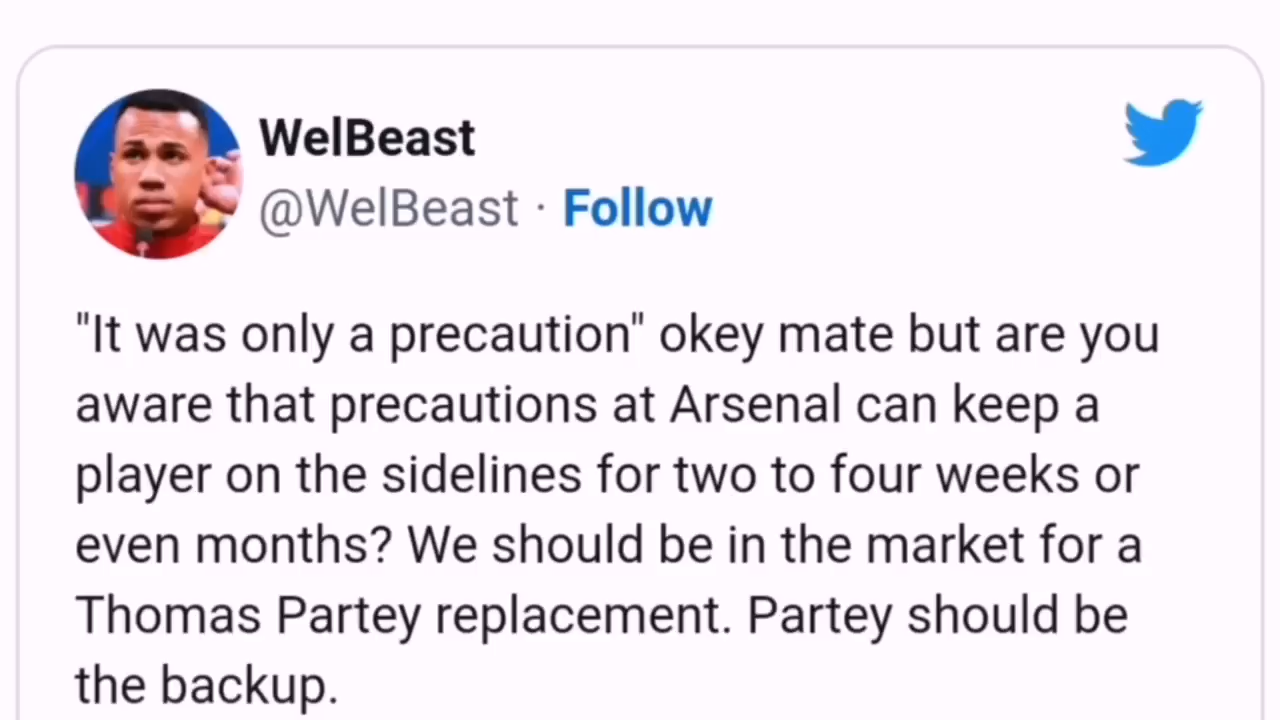 WelBeast
@WelBeast · Follow
"It was only a precaution" okey mate but are you
aware that precautions at Arsenal can keep a
player on the sidelines for two to four weeks or
even months? We should be in the market for a
Thomas Partey replacement. Partey should be
the backup.